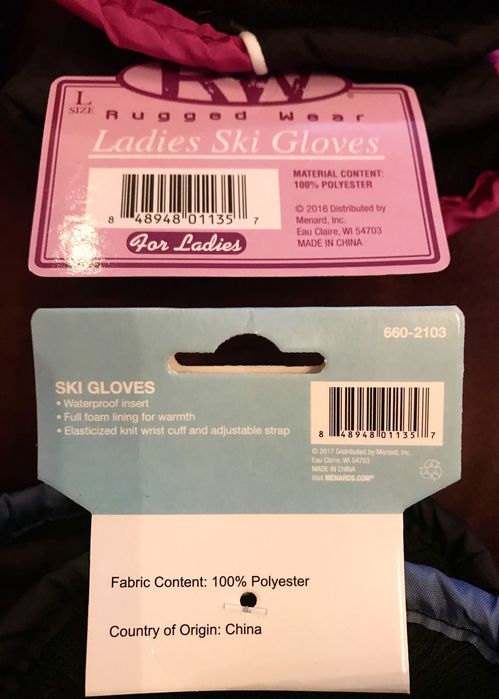 RW
L
SIZE
Rugged Wear
Ladies Ski Gloves
MATERIAL CONTENT:
100% POLYESTER
8 48948 01135 7
© 2016 Distributed by
Menard, Inc.
Eau Claire, WI 54703
MADE IN CHINA
For Ladies
660-2103
SKI GLOVES
• Waterproof insert
• Full foam lining for warmth
• Elasticized knit wrist cuff and adjustable strap
8 48948 01135 7
© 2017 Distributed by Menard, Inc.
Eau Claire, WI 54703
MADE IN CHINA
Visit MENARDS.COM®
Fabric Content: 100% Polyester
Country of Origin: China